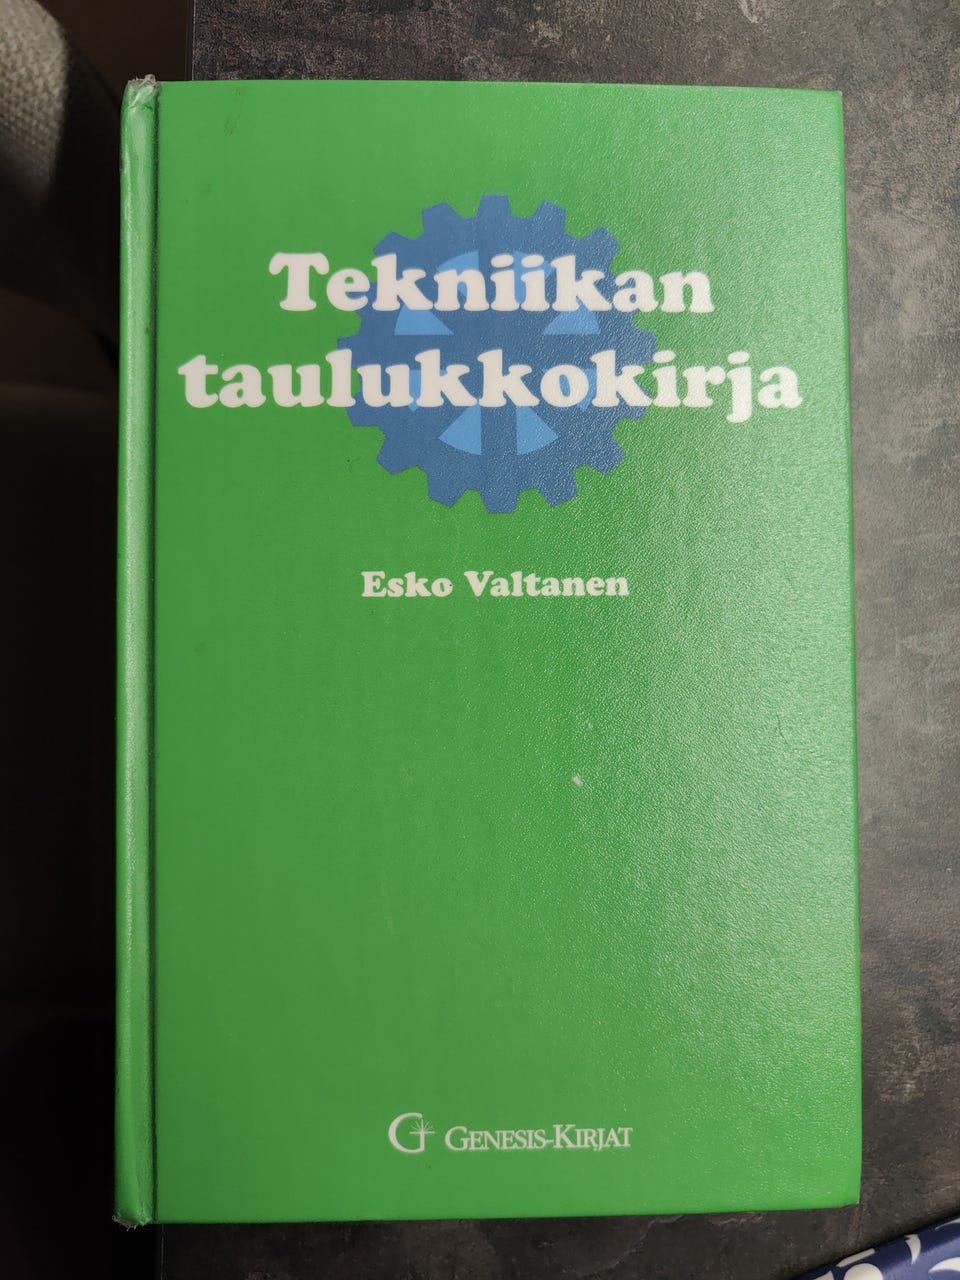 Tekniikan
taulukkokirja
Esko Valtanen
G GENESIS-KIRJAT